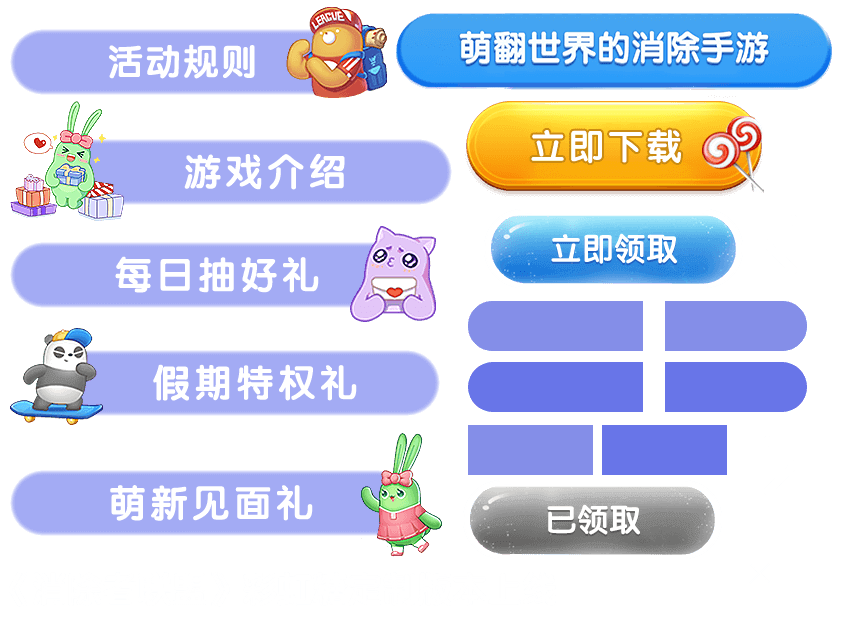 活动规则
LEAGUE
萌翻世界的消除手游
立即下载
游戏介绍
立即领取
每日抽好礼
假期特权礼
萌新见面礼
已领取